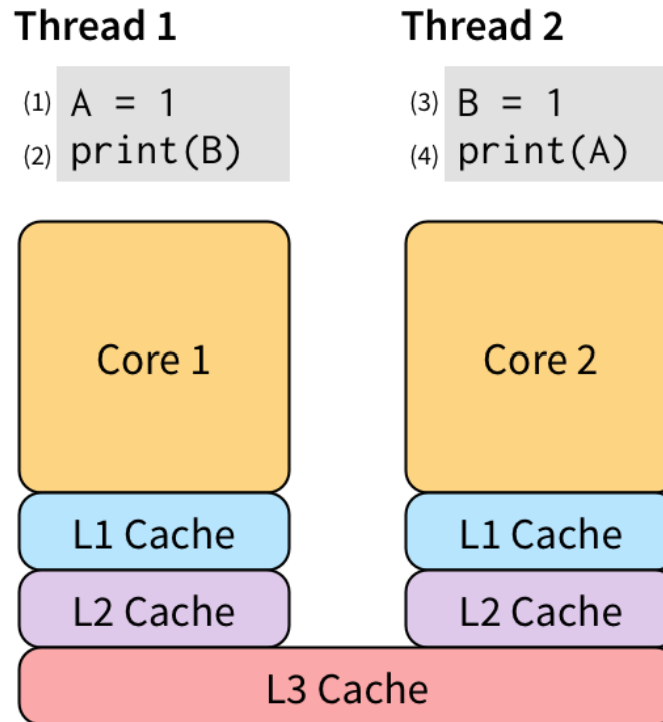 Thread 1
(1) A = 1
(2) print(B)
Thread 2
(3) B = 1
(4) print(A)
Core 1
Core 2
L1 Cache
L1 Cache
L2 Cache
L2 Cache
L3 Cache